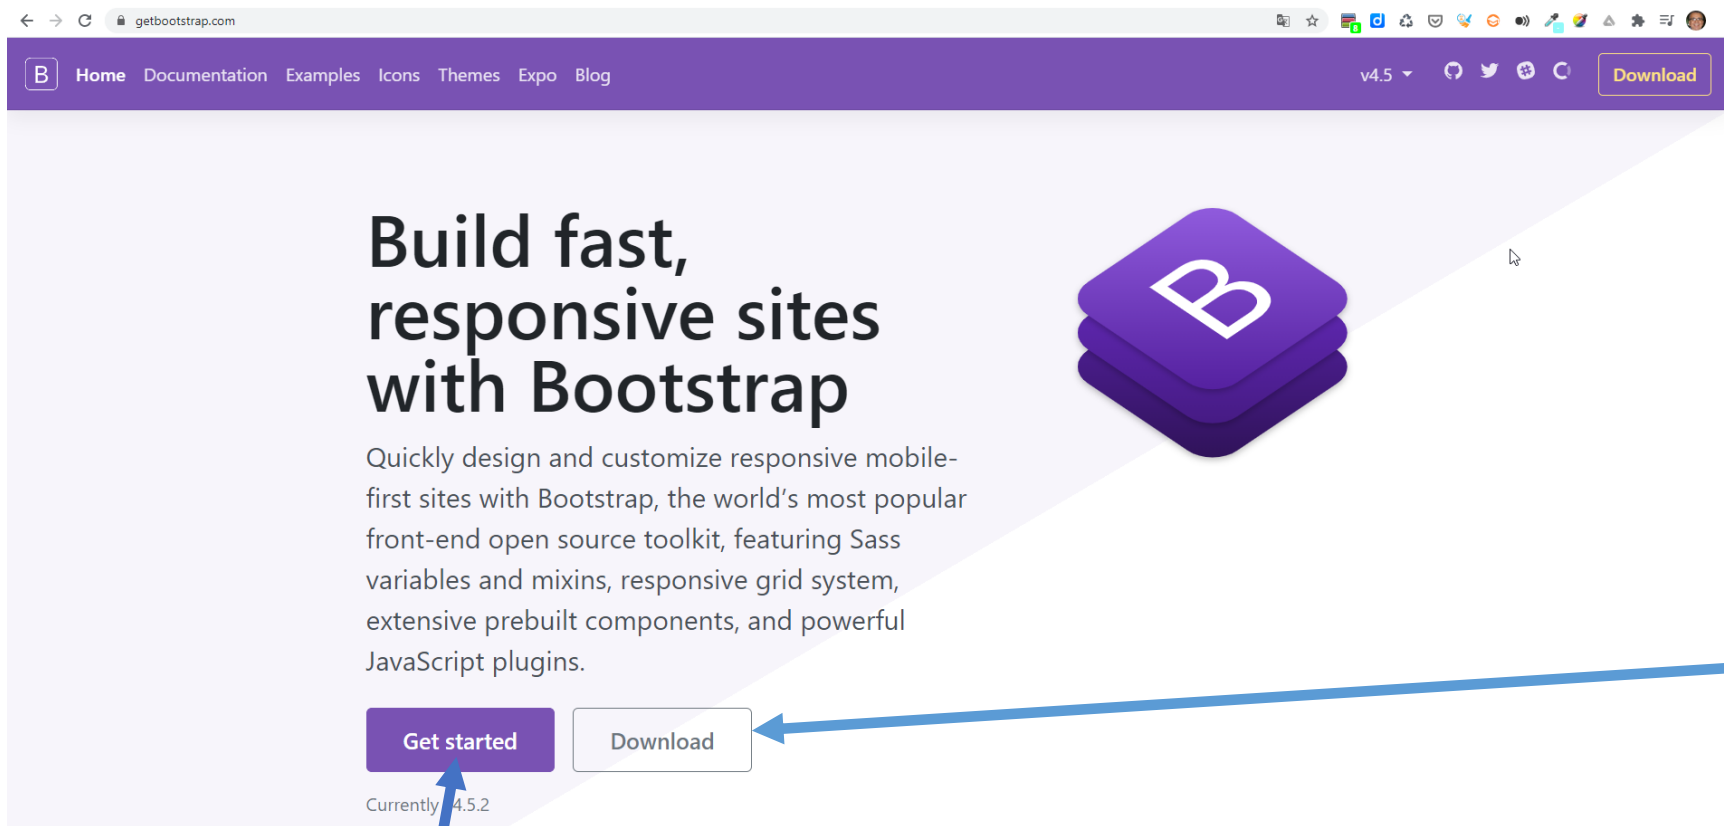 getbootstrap.com
8
B Home Documentation Examples Icons Themes Expo Blog v4.5 Download
Build fast,
responsive sites
with Bootstrap
B
Quickly design and customize responsive mobile-
first sites with Bootstrap, the world’s most popular
front-end open source toolkit, featuring Sass
variables and mixins, responsive grid system,
extensive prebuilt components, and powerful
JavaScript plugins.
Get started Download
Currently 4.5.2